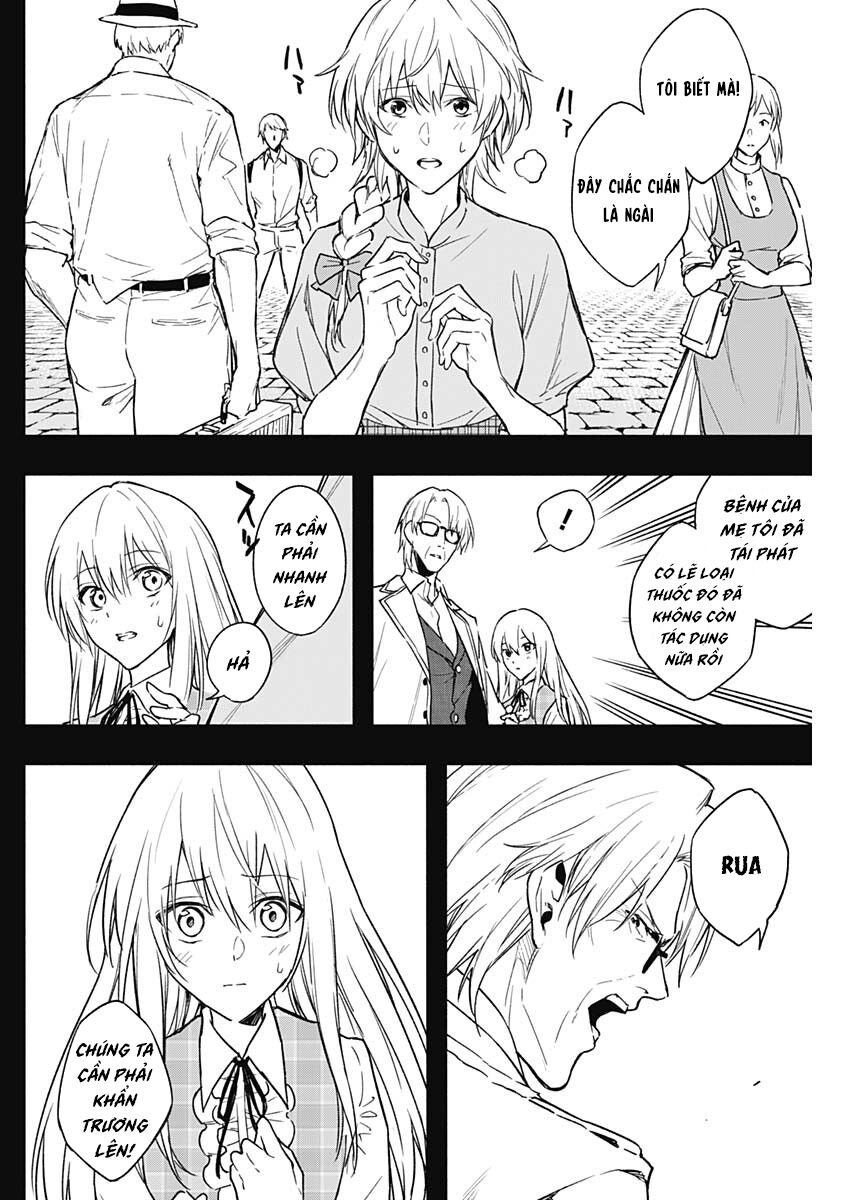 TÔI BIẾT MÀ!
ĐÂY CHẮC CHẮN
LÀ NGÀI
ハァ
ハァ
BỆNH CỦA
MẸ TÔI ĐÃ
TÁI PHÁT
CÓ LẼ LOẠI
THUỐC ĐÓ ĐÃ
KHÔNG CÒN
TÁC DỤNG
NỮA RỒI
!
TA CẦN
PHẢI
NHANH
LÊN
HẢ
スッ
RUA
CHÚNG TA
CẦN PHẢI
KHẨN
TRƯƠNG
LÊN!